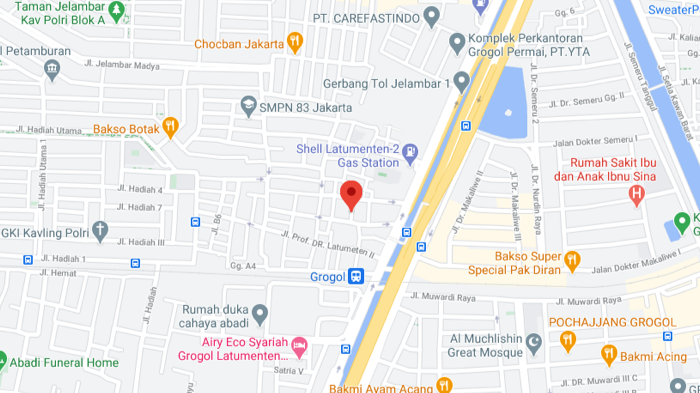 Taman Jelambar
Kav Polri Blok A
PT. CAREFASTINDO
Gg. 6
SweaterP
Chocban Jakarta
Komplek Perkantoran
Grogol Permai, PT.YTA
Jl. Kalian
Petamburan
Jl. Jelambar Madya
Gerbang Tol Jelambar 1
Jl. Semeru Tanggul
Jl. Setia Kawan Barat
SMPN 83 Jakarta
Jl. Dr. Semeru 2
Jl. Dr. Semeru Gg. II
Jl. Hadiah Utama
Bakso Botak
Jalan Dokter Semeru I
Shell Latumenten-2
Gas Station
Rumah Sakit Ibu
dan Anak Ibnu Sina
Jl. Hadiah Utama 1
Jl. Hadiah 4
Jl. Hadiah 7
Jl. B6
Jl. Dr. Makaliwe II
Jl. Dr. Makaliwe III
Jl. Dr. Nurdin Raya
GKI Kavling Polri
Jl. Hadiah III
Jl. Prof. DR. Latumeten II
Bakso Super
Special Pak Diran
Jalan Dokter Makaliwe I
Jl. Hadiah 1
Gg. A4
Jl. Hemat
Grogol
Jl. Hadiah
Jl. Muwardi Raya
Jl. Muwardi Raya
Rumah duka
cahaya abadi
POCHAJJANG GROGOL
Al Muchlishin
Great Mosque
Airy Eco Syariah
Grogol Latumenten...
Bakmi Acing
Abadi Funeral Home
Satria V
Jl. DR. Muwardi III C
Bakmi Ayam Acang